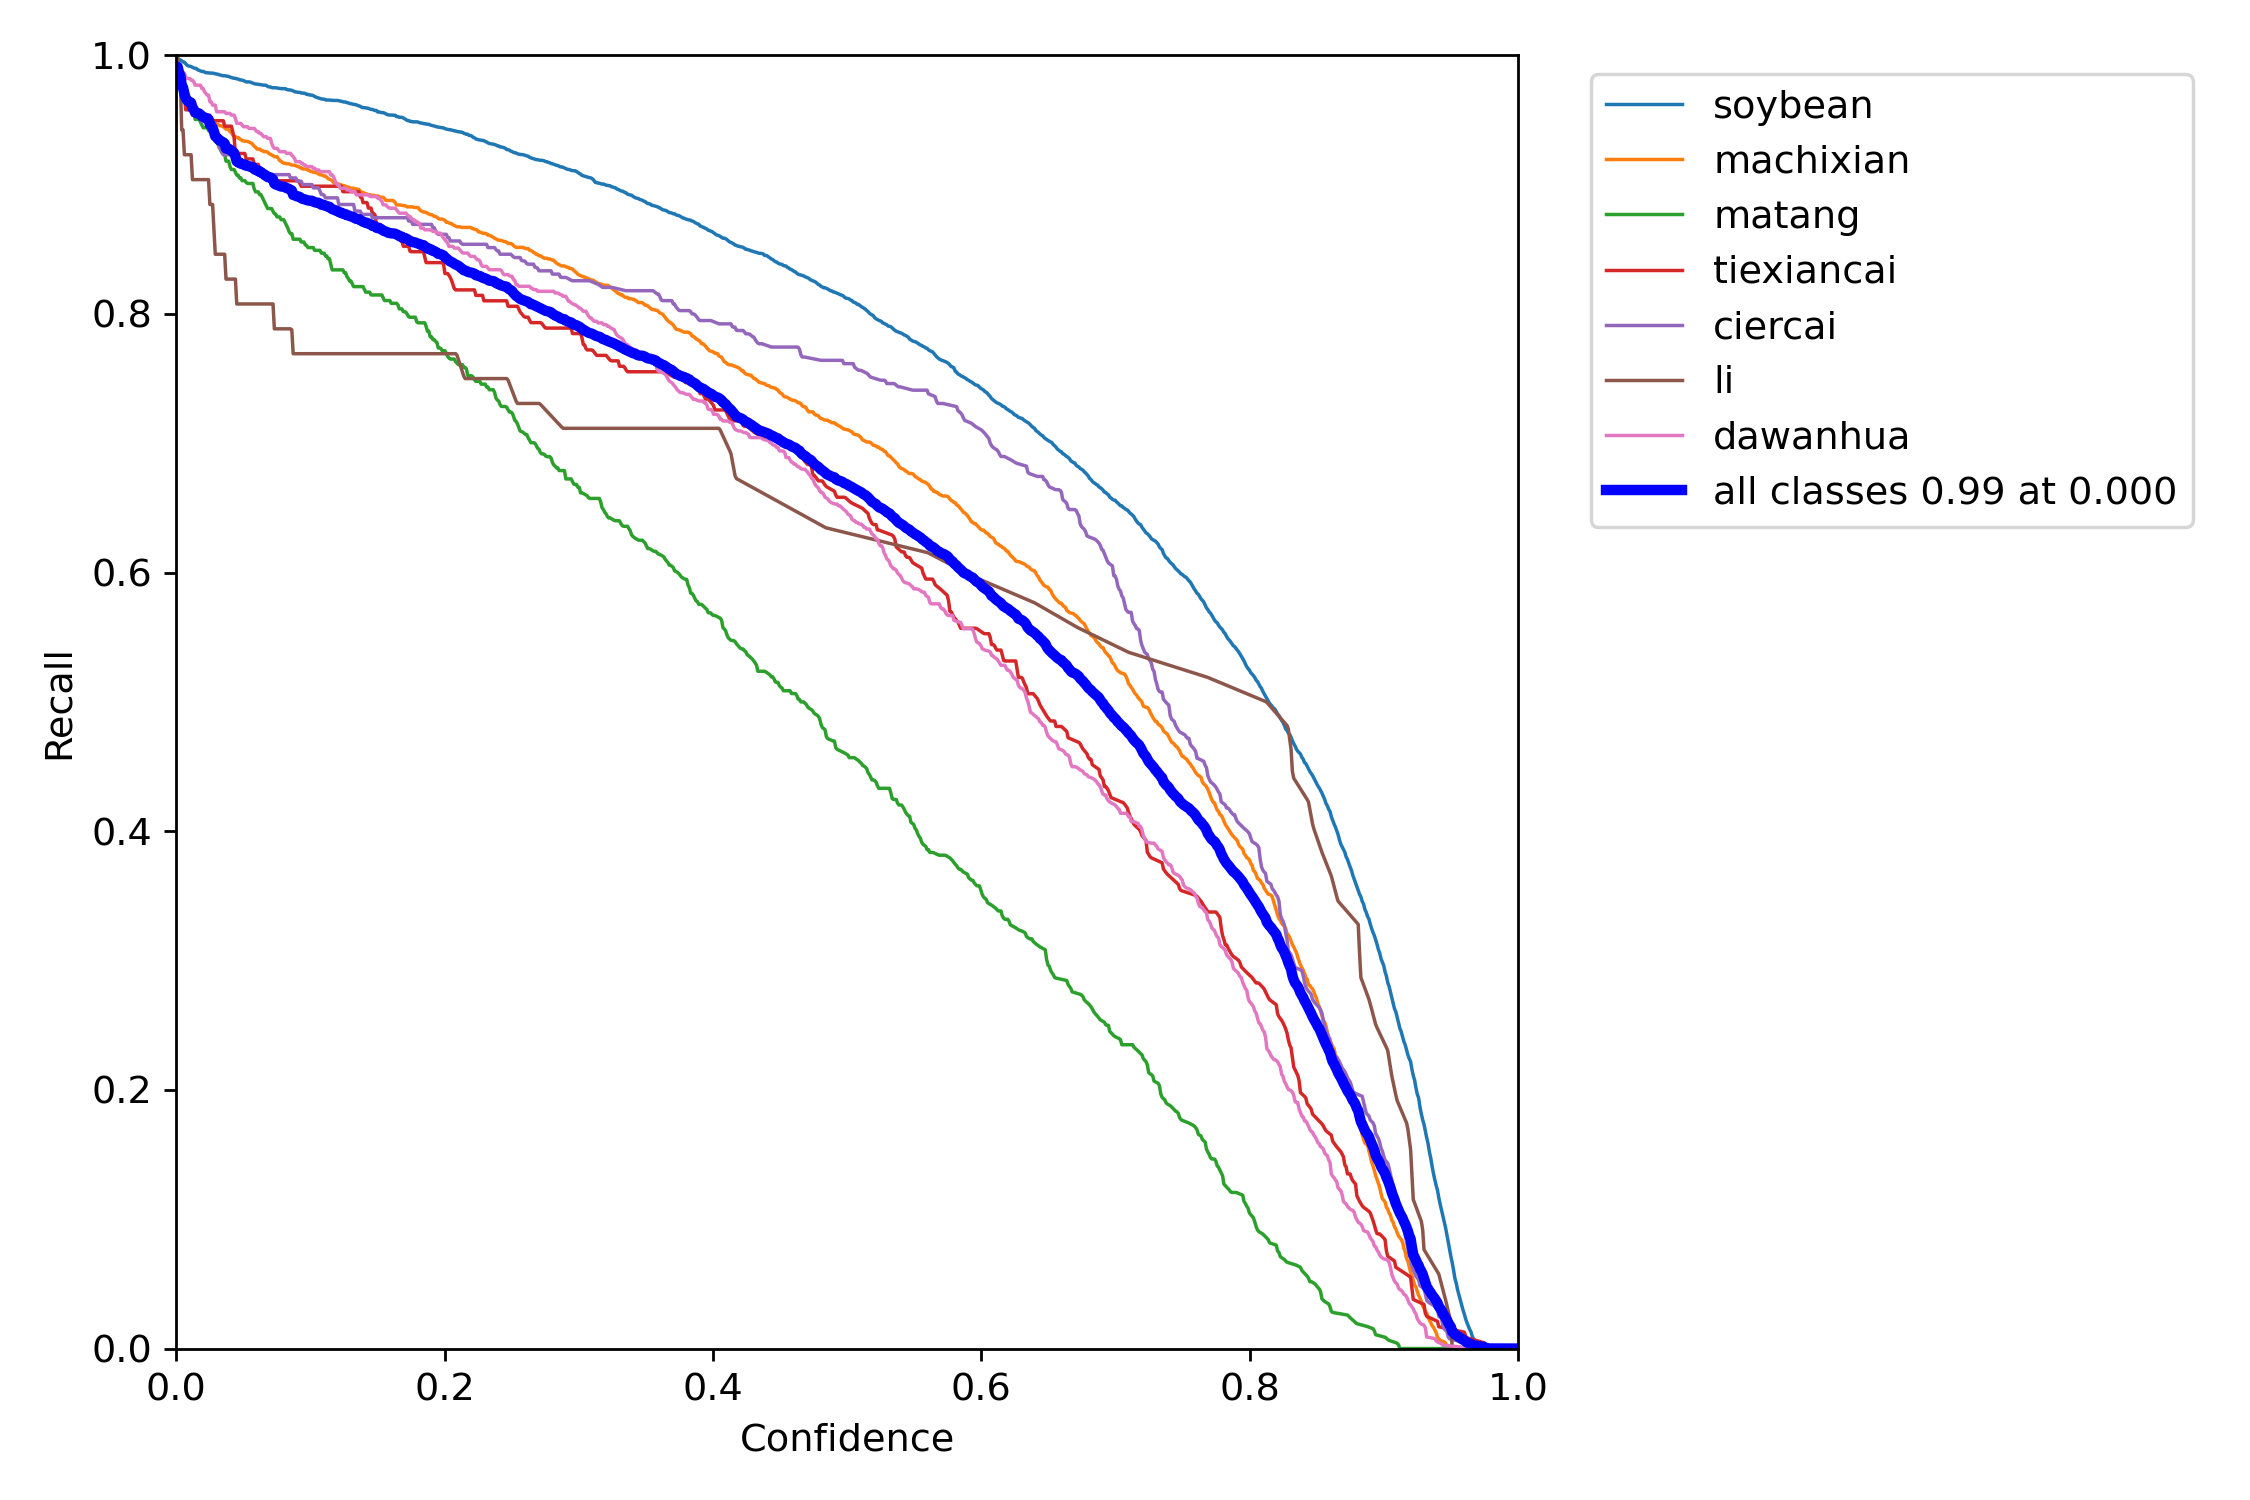 1.0
0.8
0.6
0.4
0.2
0.0
Recall
0.0 0.2 0.4 0.6 0.8 1.0
Confidence
soybean
machixian
matang
tiexiancai
ciercai
li
dawanhua
all classes 0.99 at 0.000